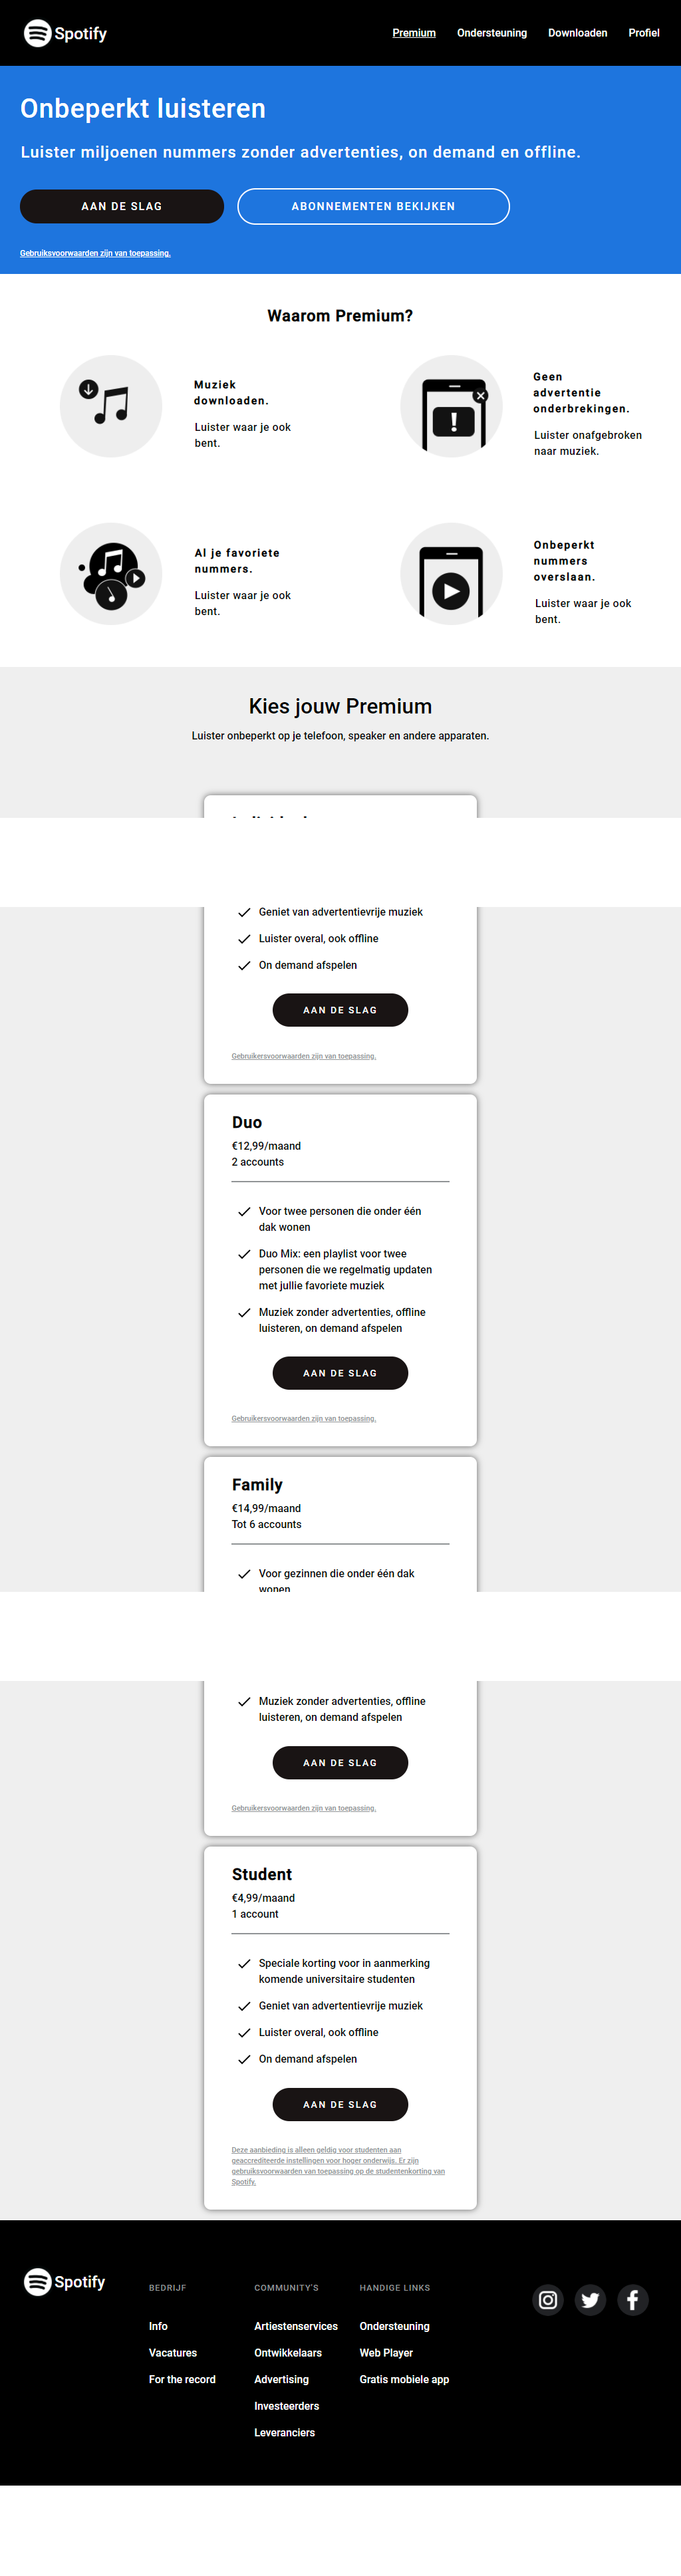 Spotify
Premium Ondersteuning Downloaden Profiel
Onbeperkt luisteren
Luister miljoenen nummers zonder advertenties, on demand en offline.
AAN DE SLAG
ABONNEMENTEN BEKIJKEN
Gebruiksvoorwaarden zijn van toepassing.
Waarom Premium?
Muziek
downloaden.
Luister waar je ook
bent.
Geen
advertentie
onderbrekingen.
Luister onafgebroken
naar muziek.
Al je favoriete
nummers.
Luister waar je ook
bent.
Onbeperkt
nummers
overslaan.
Luister waar je ook
bent.
Kies jouw Premium
Luister onbeperkt op je telefoon, speaker en andere apparaten.
Geniet van advertentievrije muziek
Luister overal, ook offline
On demand afspelen
AAN DE SLAG
Gebruikersvoorwaarden zijn van toepassing.
Duo
€12,99/maand
2 accounts
Voor twee personen die onder één
dak wonen
Duo Mix: een playlist voor twee
personen die we regelmatig updaten
met jullie favoriete muziek
Muziek zonder advertenties, offline
luisteren, on demand afspelen
AAN DE SLAG
Gebruikersvoorwaarden zijn van toepassing.
Family
€14,99/maand
Tot 6 accounts
Voor gezinnen die onder één dak
wonen
Muziek zonder advertenties, offline
luisteren, on demand afspelen
AAN DE SLAG
Gebruikersvoorwaarden zijn van toepassing.
Student
€4,99/maand
1 account
Speciale korting voor in aanmerking
komende universitaire studenten
Geniet van advertentievrije muziek
Luister overal, ook offline
On demand afspelen
AAN DE SLAG
Deze aanbieding is alleen geldig voor studenten aan
geaccrediteerde instellingen voor hoger onderwijs. Er zijn
gebruiksvoorwaarden van toepassing op de studentenkorting van
Spotify.
Spotify
BEDRIJF
Info
Vacatures
For the record
COMMUNITY'S
Artiestenservices
Ontwikkelaars
Advertising
Investeerders
Leveranciers
HANDIGE LINKS
Ondersteuning
Web Player
Gratis mobiele app